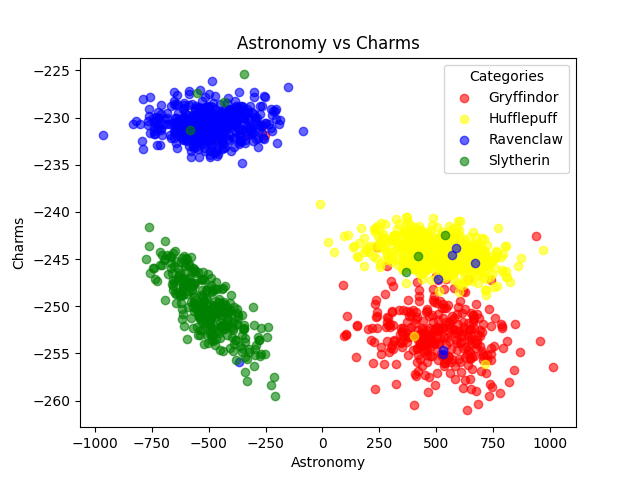 Astronomy vs Charms
Categories
Gryffindor
Hufflepuff
Ravenclaw
Slytherin
−225
−230
−235
−240
−245
−250
−255
−260
Charms
−1000 −750 −500 −250 0 250 500 750 1000
Astronomy